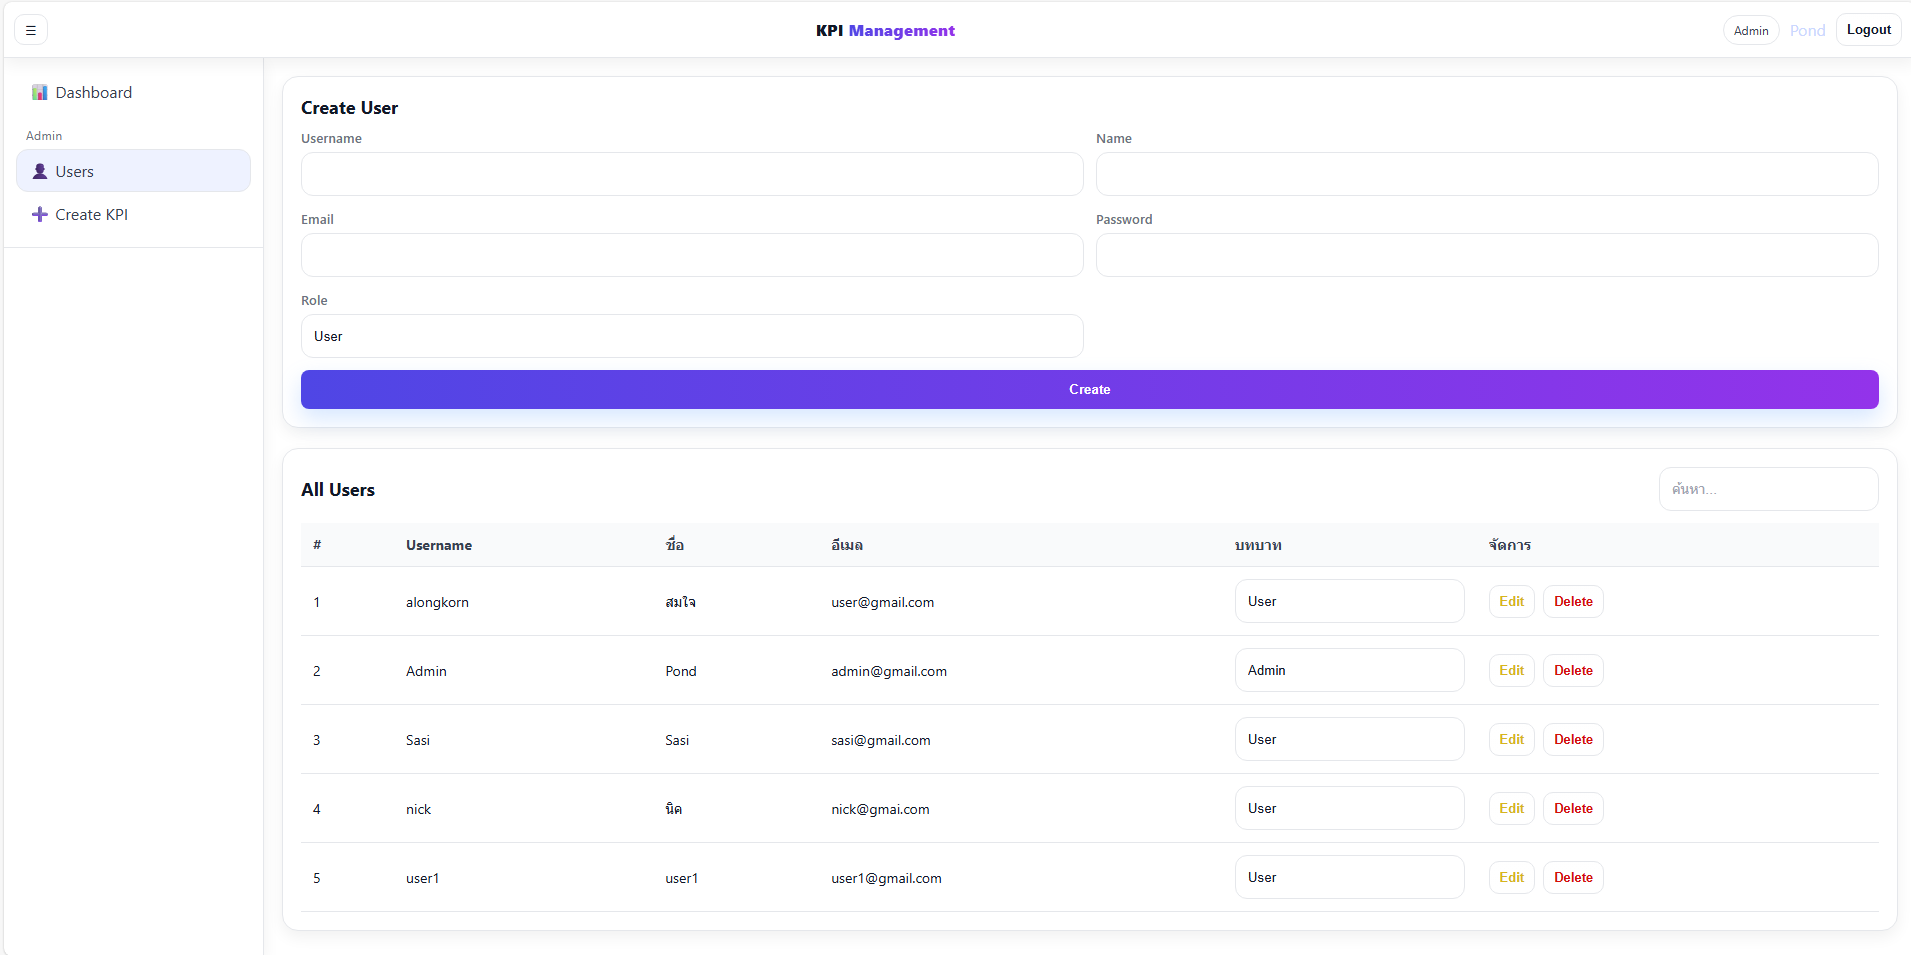 ☰ KPI Management Admin Pond Logout
Dashboard
Admin
Users
Create KPI
Create User
Username Name
Email Password
Role
User
Create
All Users ค้นหา...
# Username ชื่อ อีเมล บทบาท จัดการ
1 alongkorn สมใจ user@gmail.com User Edit Delete
2 Admin Pond admin@gmail.com Admin Edit Delete
3 Sasi Sasi sasi@gmail.com User Edit Delete
4 nick นิค nick@gmai.com User Edit Delete
5 user1 user1 user1@gmail.com User Edit Delete